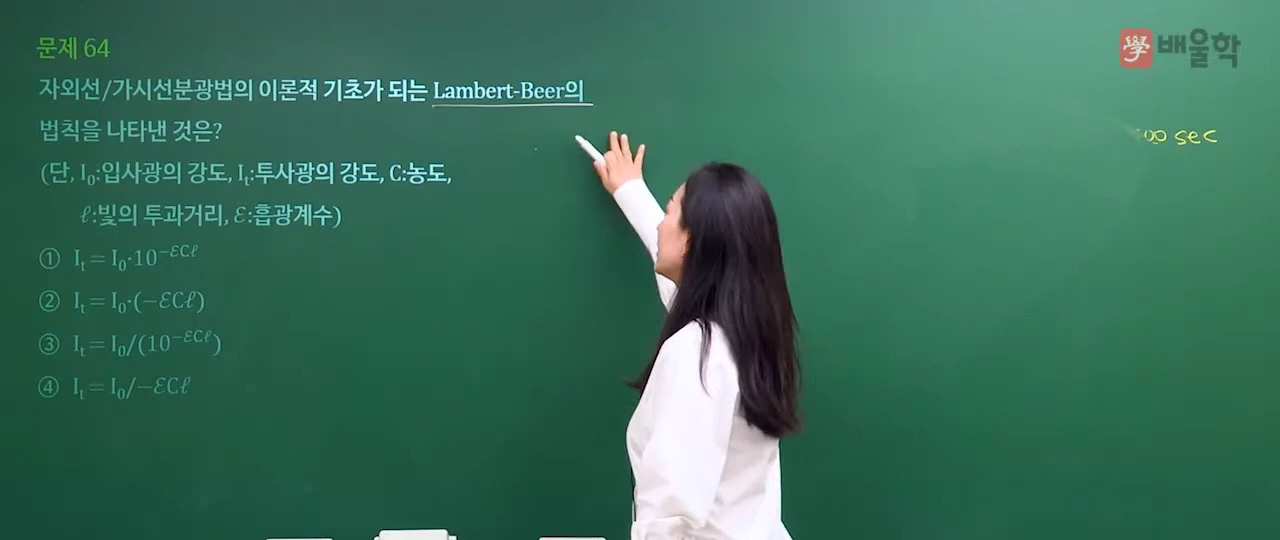 문제 64
자외선/가시선분광법의 이론적 기초가 되는 Lambert-Beer의
법칙을 나타낸 것은?
(단, I₀:입사광의 강도, Iₜ:투사광의 강도, C:농도,
ℓ:빛의 투과거리, ℰ:흡광계수)
① Iₜ = I₀·10^−ℰCℓ
② Iₜ = I₀·(−ℰCℓ)
③ Iₜ = I₀/(10^−ℰCℓ)
④ Iₜ = I₀/−ℰCℓ
學 배울학
sec